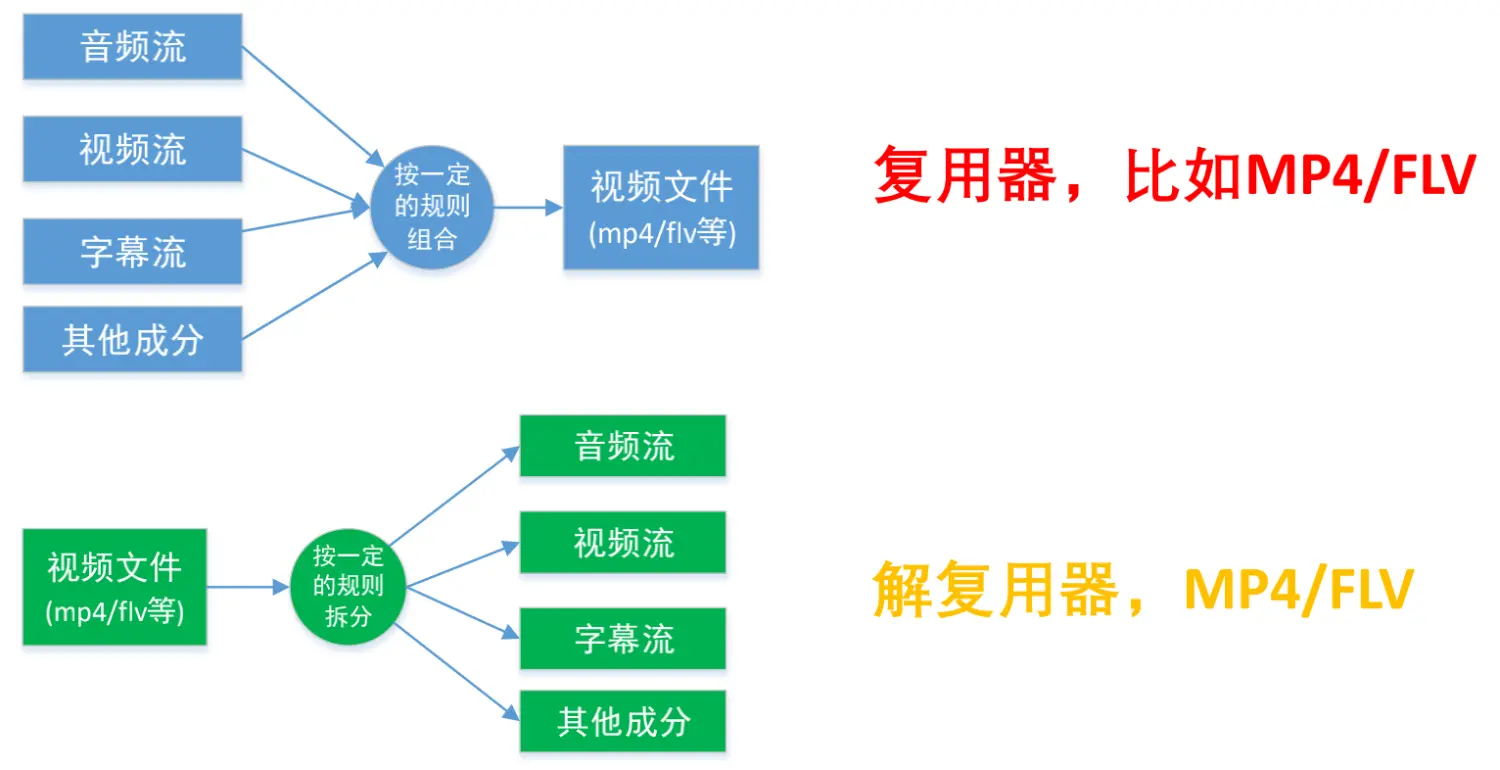 音频流
视频流
字幕流
其他成分
按一定
的规则
组合
视频文件
(mp4/flv等)
复用器，比如MP4/FLV
视频文件
(mp4/flv等)
按一定
的规则
拆分
音频流
视频流
字幕流
其他成分
解复用器，MP4/FLV